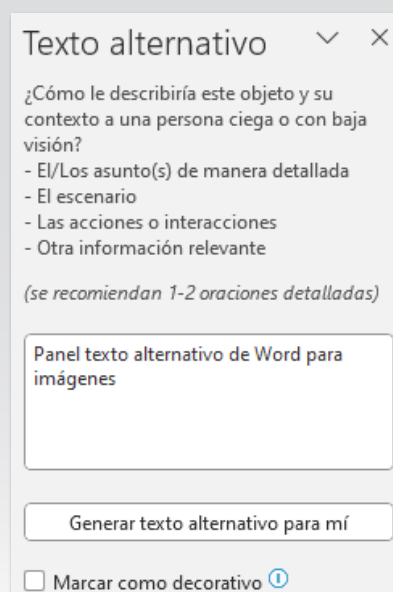 Texto alternativo
¿Cómo le describiría este objeto y su
contexto a una persona ciega o con baja
visión?
- El/Los asunto(s) de manera detallada
- El escenario
- Las acciones o interacciones
- Otra información relevante
(se recomiendan 1-2 oraciones detalladas)
Panel texto alternativo de Word para
imágenes
Generar texto alternativo para mí
Marcar como decorativo